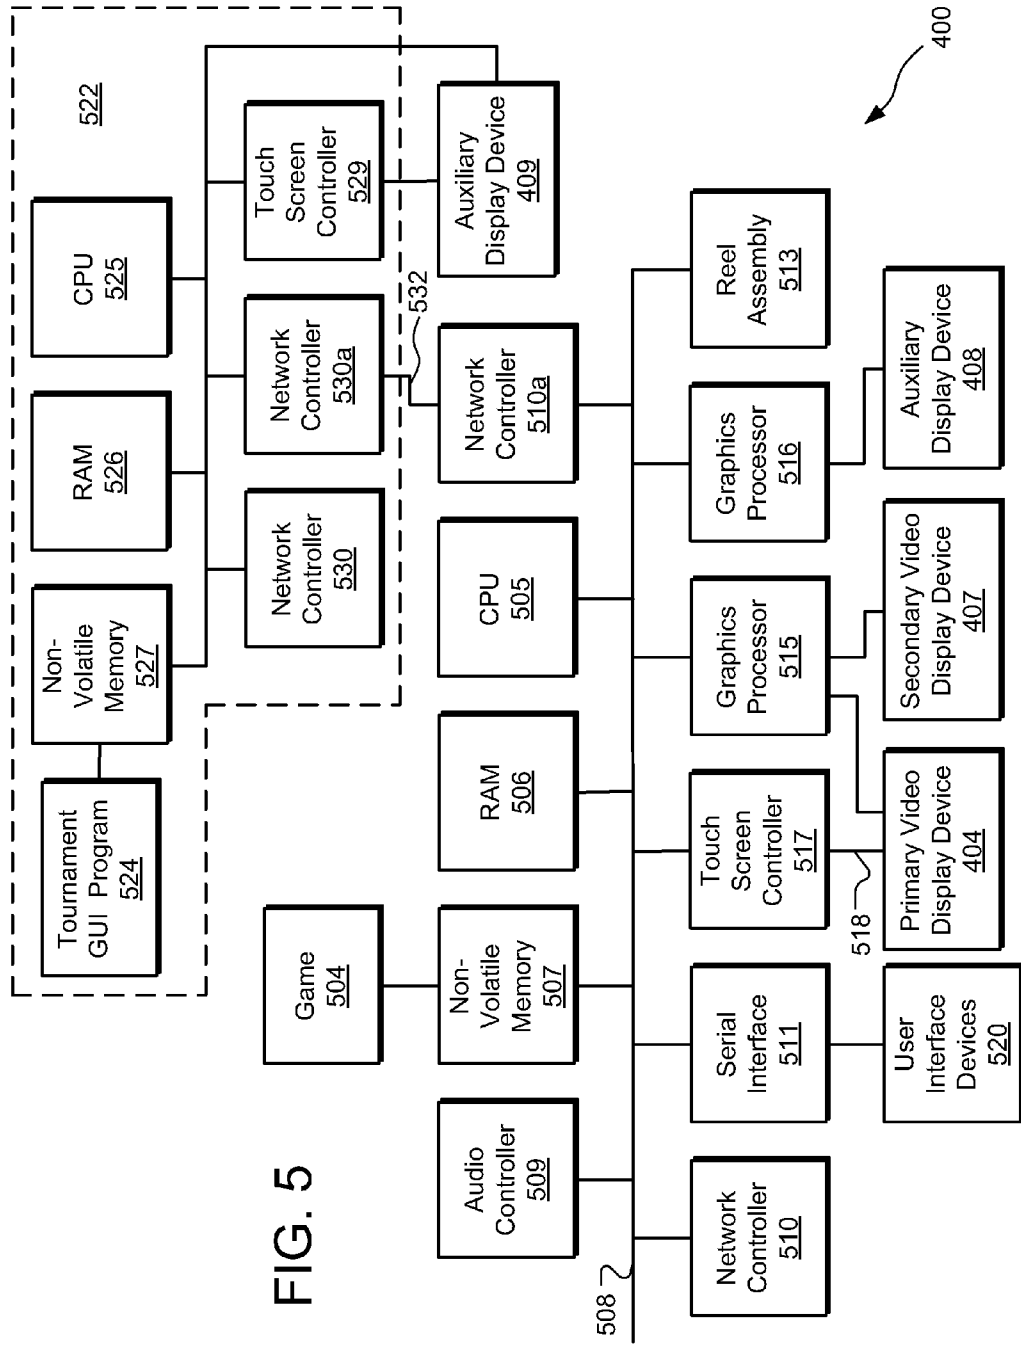 FIG. 5
522
Tournament
GUI Program
524
Non-
Volatile
Memory
527
RAM
526
CPU
525
Network
Controller
530
Network
Controller
530a
Touch
Screen
Controller
529
532
Game
504
Audio
Controller
509
Non-
Volatile
Memory
507
RAM
506
CPU
505
Network
Controller
510a
Auxiliary
Display Device
409
508
Network
Controller
510
Serial
Interface
511
Touch
Screen
Controller
517
Graphics
Processor
515
Graphics
Processor
516
Reel
Assembly
513
518
User
Interface
Devices
520
Primary Video
Display Device
404
Secondary Video
Display Device
407
Auxiliary
Display Device
408
400